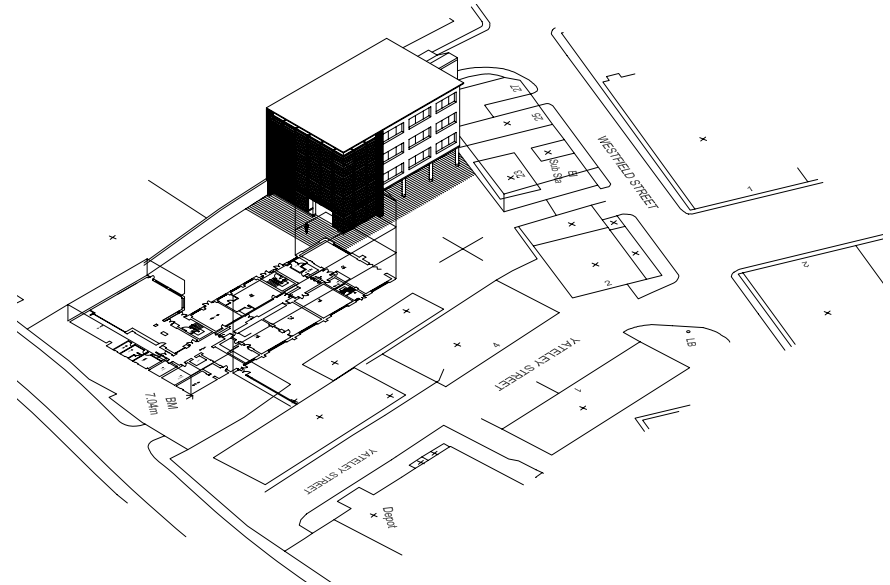 27
25
WESTFIELD STREET
Sub Sta
El
23
1
2
2
LB
YATELEY STREET
4
1
BM
7.04m
YATELEY STREET
Depot